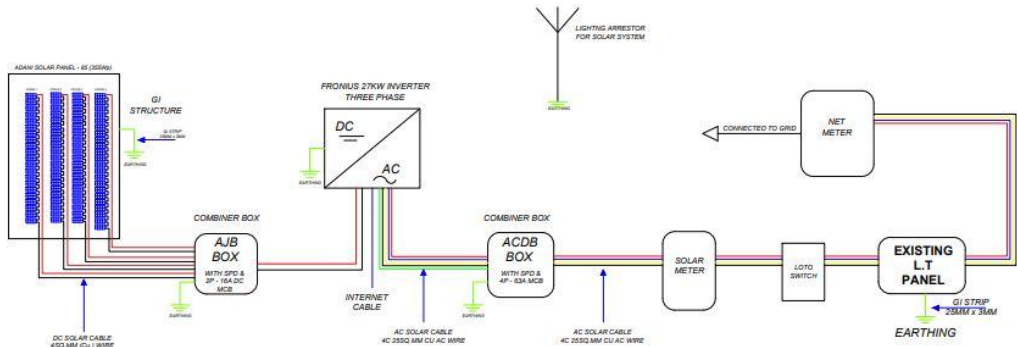 LIGHTING ARRESTOR
FOR SOLAR SYSTEM
EARTHING
ADANI SOLAR PANEL - 85 (355Wp)
GI
STRUCTURE
GI STRIP
25MM x 3MM
EARTHING
FRONIUS 27KW INVERTER
THREE PHASE
DC
AC
EARTHING
NET
METER
CONNECTED TO GRID
COMBINER BOX
AJB
BOX
WITH SPD &
2P - 16A DC
MCB
EARTHING
COMBINER BOX
ACDB
BOX
WITH SPD &
4P - 63A MCB
EARTHING
SOLAR
METER
LOTO
SWITCH
EXISTING
L.T
PANEL
GI STRIP
25MM x 3MM
EARTHING
INTERNET
CABLE
DC SOLAR CABLE
4SQ.MM (Cu.) WIRE
AC SOLAR CABLE
4C 25SQ.MM CU AC WIRE
AC SOLAR CABLE
4C 25SQ.MM CU AC WIRE